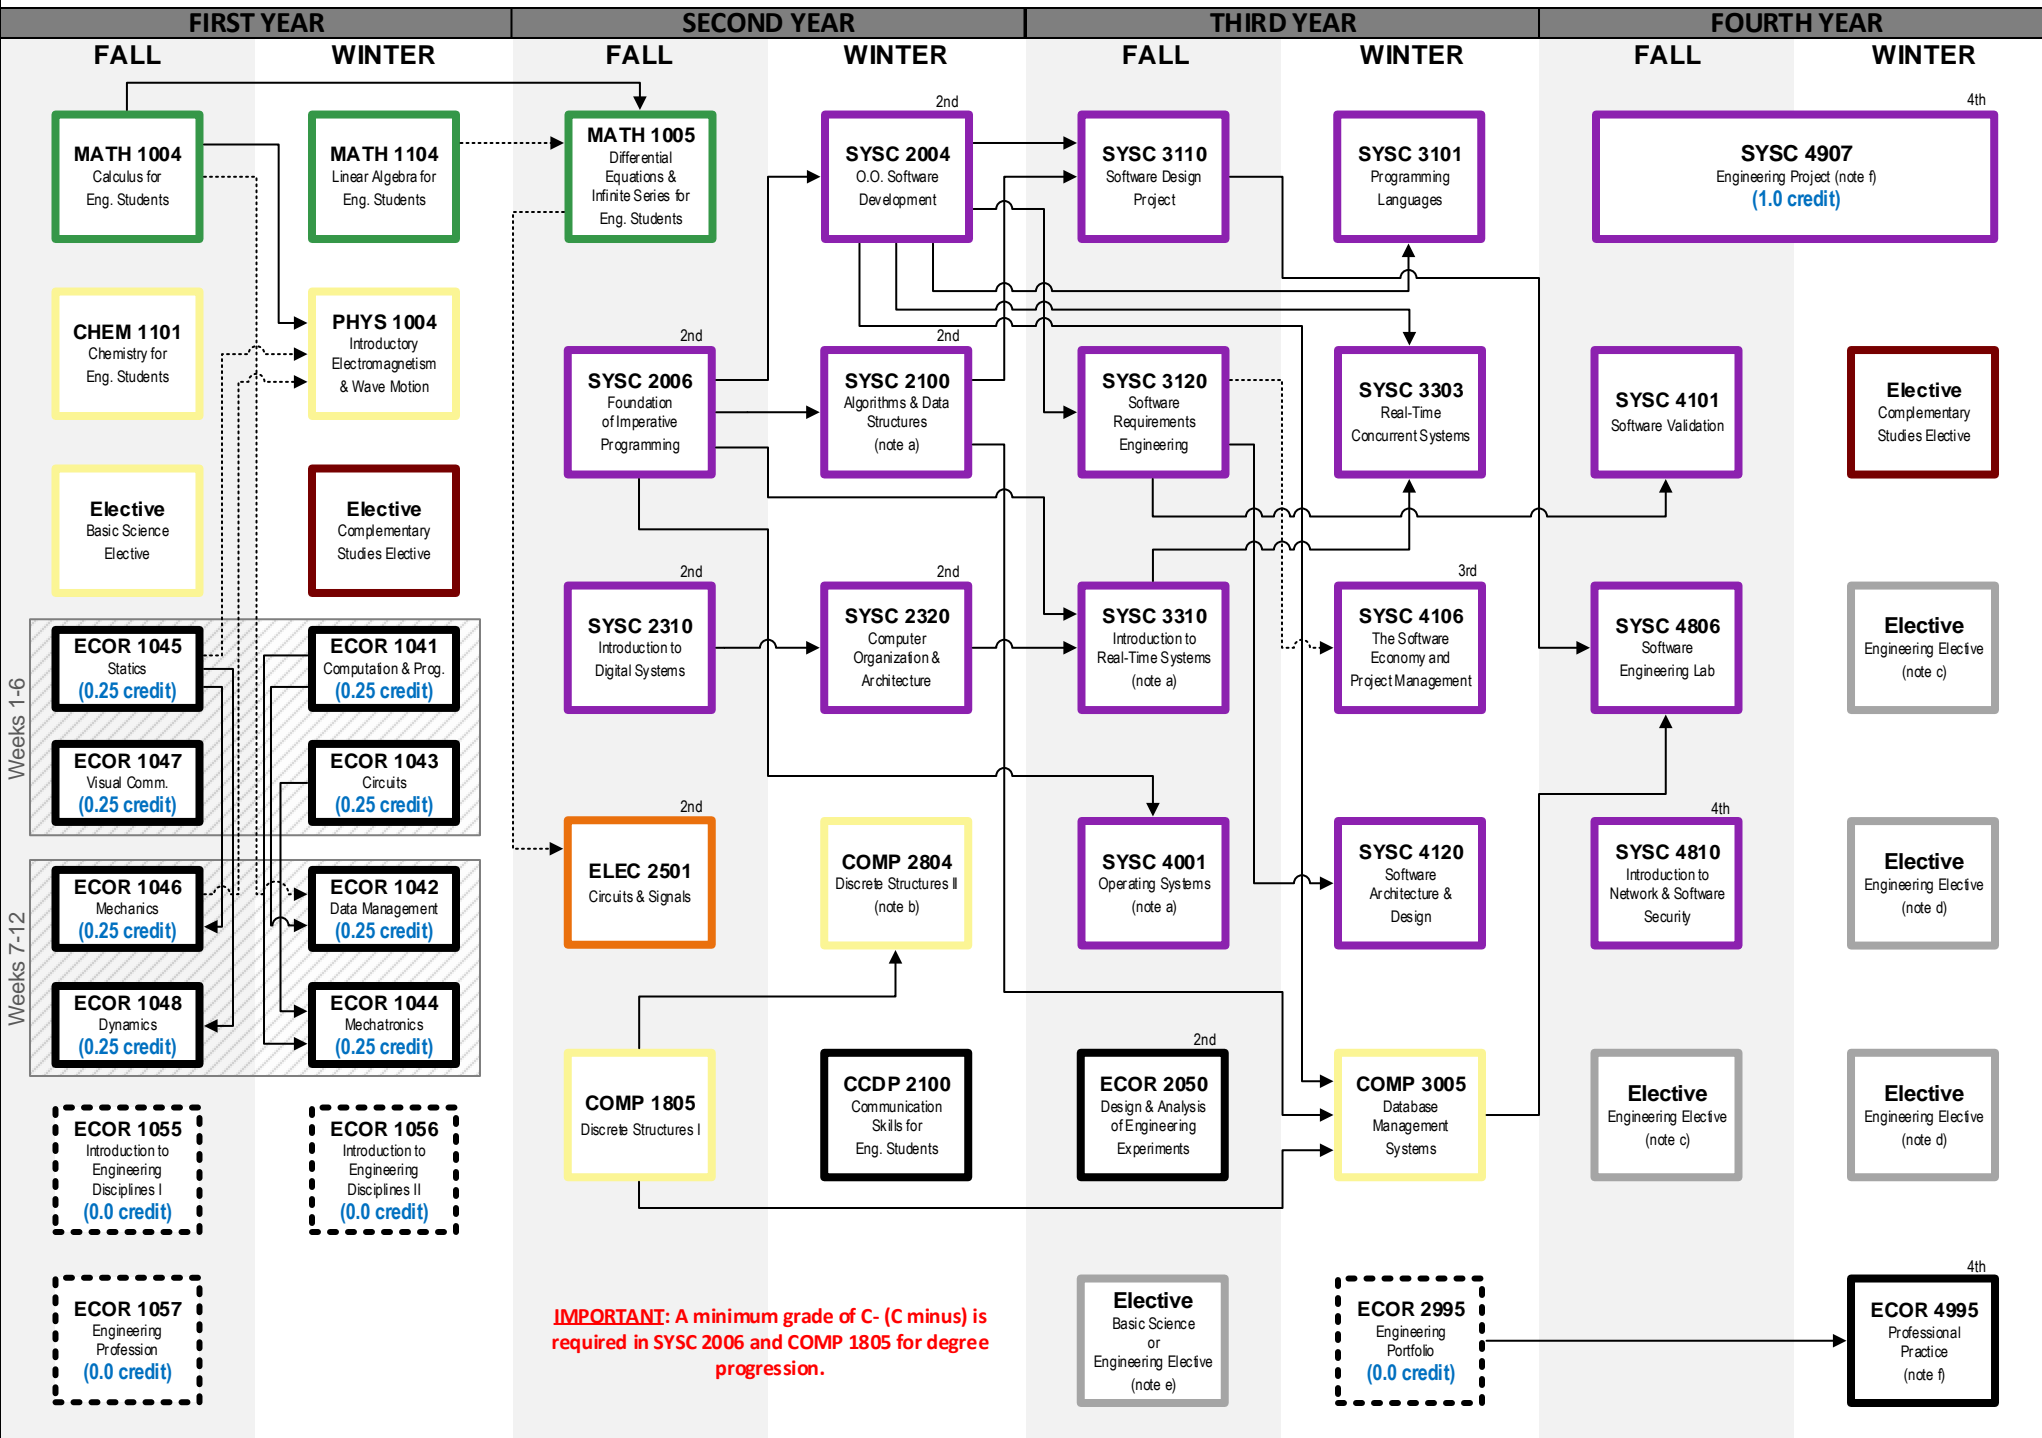 FIRST YEAR
SECOND YEAR
THIRD YEAR
FOURTH YEAR
FALL
WINTER
FALL
WINTER
FALL
WINTER
FALL
WINTER
MATH 1004
Calculus for
Eng. Students
MATH 1104
Linear Algebra for
Eng. Students
MATH 1005
Differential
Equations &
Infinite Series for
Eng. Students
2nd
SYSC 2004
O.O. Software
Development
SYSC 3110
Software Design
Project
SYSC 3101
Programming
Languages
4th
SYSC 4907
Engineering Project (note f)
(1.0 credit)
CHEM 1101
Chemistry for
Eng. Students
PHYS 1004
Introductory
Electromagnetism
& Wave Motion
2nd
SYSC 2006
Foundation
of Imperative
Programming
2nd
SYSC 2100
Algorithms & Data
Structures
(note a)
SYSC 3120
Software
Requirements
Engineering
SYSC 3303
Real-Time
Concurrent Systems
SYSC 4101
Software Validation
Elective
Complementary
Studies Elective
Elective
Basic Science
Elective
Elective
Complementary
Studies Elective
2nd
SYSC 2310
Introduction to
Digital Systems
2nd
SYSC 2320
Computer
Organization &
Architecture
SYSC 3310
Introduction to
Real-Time Systems
(note a)
3rd
SYSC 4106
The Software
Economy and
Project Management
SYSC 4806
Software
Engineering Lab
Elective
Engineering Elective
(note c)
Weeks 1-6
ECOR 1045
Statics
(0.25 credit)
ECOR 1041
Computation & Prog.
(0.25 credit)
ECOR 1047
Visual Comm.
(0.25 credit)
ECOR 1043
Circuits
(0.25 credit)
Weeks 7-12
ECOR 1046
Mechanics
(0.25 credit)
ECOR 1042
Data Management
(0.25 credit)
ECOR 1048
Dynamics
(0.25 credit)
ECOR 1044
Mechatronics
(0.25 credit)
2nd
ELEC 2501
Circuits & Signals
COMP 2804
Discrete Structures II
(note b)
SYSC 4001
Operating Systems
(note a)
SYSC 4120
Software
Architecture &
Design
4th
SYSC 4810
Introduction to
Network & Software
Security
Elective
Engineering Elective
(note d)
COMP 1805
Discrete Structures I
CCDP 2100
Communication
Skills for
Eng. Students
2nd
ECOR 2050
Design & Analysis
of Engineering
Experiments
COMP 3005
Database
Management
Systems
Elective
Engineering Elective
(note c)
Elective
Engineering Elective
(note d)
ECOR 1055
Introduction to
Engineering
Disciplines I
(0.0 credit)
ECOR 1056
Introduction to
Engineering
Disciplines II
(0.0 credit)
ECOR 1057
Engineering
Profession
(0.0 credit)
IMPORTANT: A minimum grade of C- (C minus) is
required in SYSC 2006 and COMP 1805 for degree
progression.
Elective
Basic Science
or
Engineering Elective
(note e)
ECOR 2995
Engineering
Portfolio
(0.0 credit)
4th
ECOR 4995
Professional
Practice
(note f)